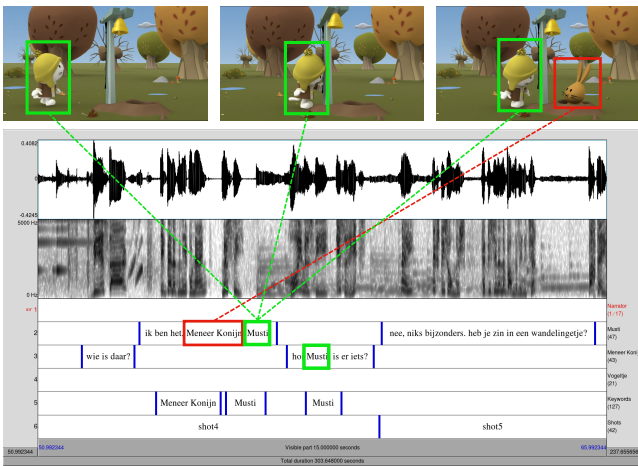 0.4082
-0.4245
5000 Hz
0 Hz
1
Narrator
(1 / 17)
2
ik ben het, Meneer Konijn
Musti
nee, niks bijzonders. heb je zin in een wandelingetje?
Musti
(47)
3
wie is daar?
ho
Musti
is er iets?
Meneer Konij
(43)
4
Vogeltje
(21)
5
Meneer Konijn
Musti
Musti
Keywords
(127)
6
shot4
shot5
Shots
(42)
50.992344
50.992344
Visible part 15.000000 seconds
65.992344
237.655656
Total duration 303.648000 seconds